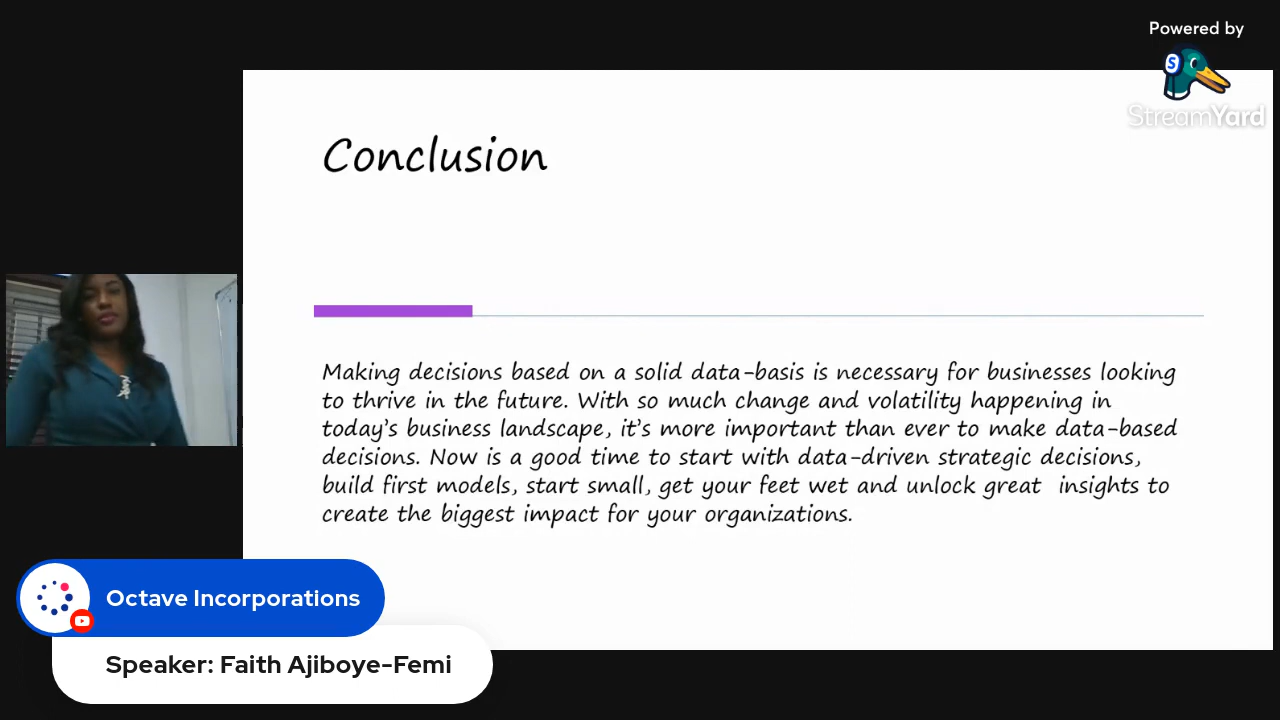 Powered by
StreamYard
Conclusion
Making decisions based on a solid data-basis is necessary for businesses looking
to thrive in the future. With so much change and volatility happening in
today's business landscape, it's more important than ever to make data-based
decisions. Now is a good time to start with data-driven strategic decisions,
build first models, start small, get your feet wet and unlock great  insights to
create the biggest impact for your organizations.
Octave Incorporations
Speaker: Faith Ajiboye-Femi